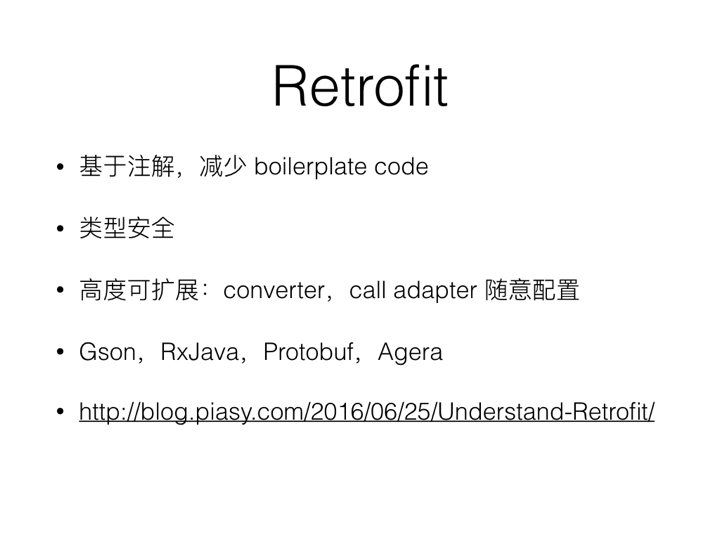 Retrofit
• 基于注解，减少 boilerplate code
• 类型安全
• 高度可扩展：converter，call adapter 随意配置
• Gson，RxJava，Protobuf，Agera
• http://blog.piasy.com/2016/06/25/Understand-Retrofit/